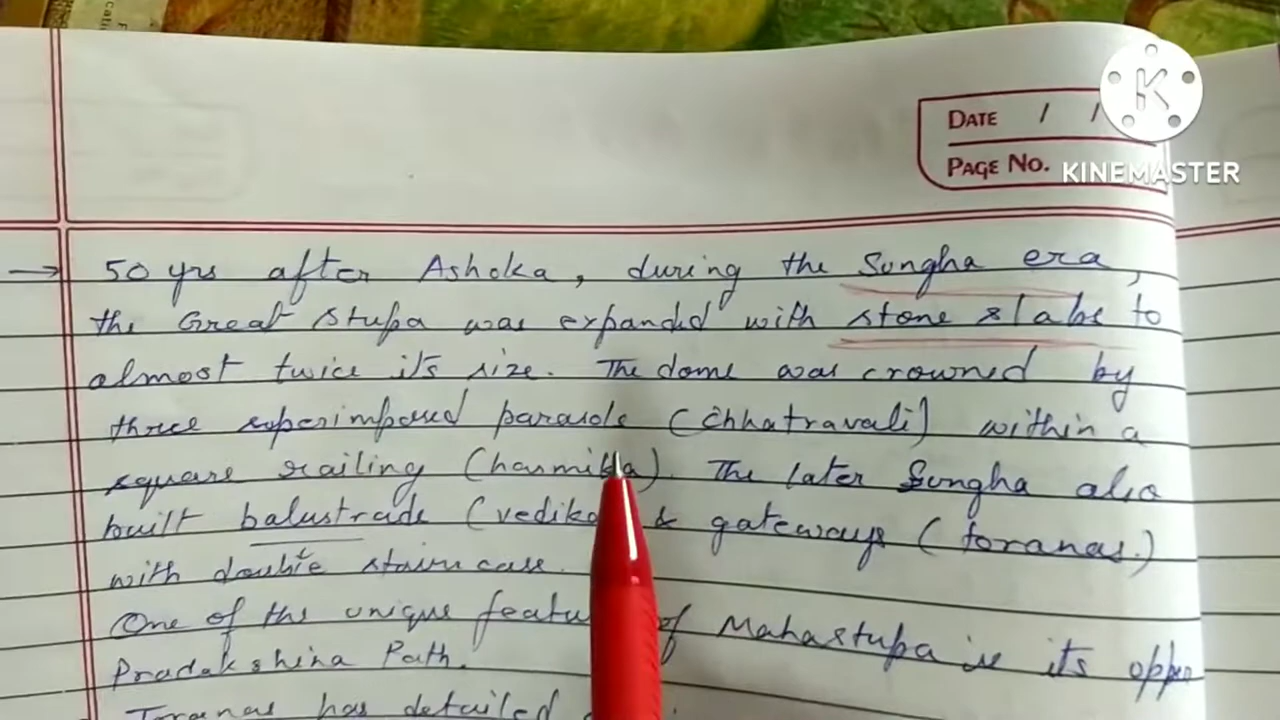 DATE / /
PAGE NO.
KINEMASTER
→ 50 yrs after Ashoka, during the Sungha era,
the Great Stupa was expanded with stone slabs to
almost twice its size. The dome was crowned by
three superimposed parasols (Chhatravali) within a
square railing (harmika). The later Sungha also
built balustrade (vedika & gateways (toranas.)
with double staircase.
One of the unique of Mahastupa is its upper
Pradakshina Path.
Toranas has detailed